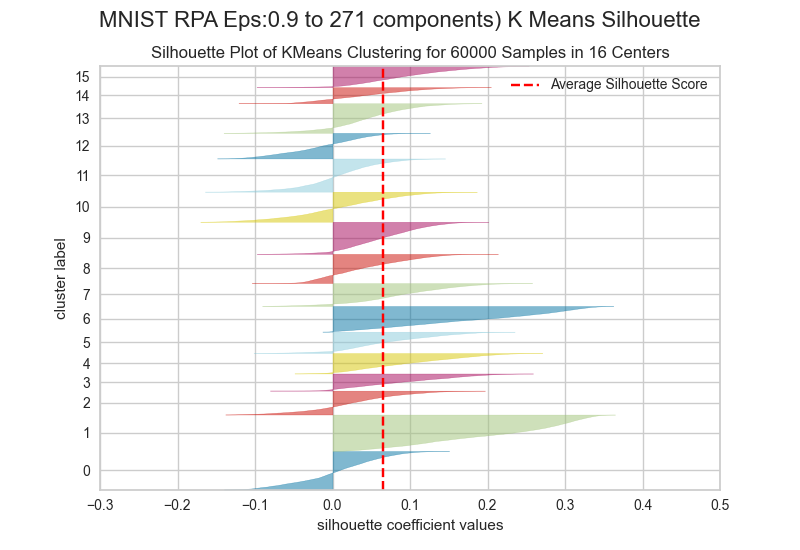 MNIST RPA Eps:0.9 to 271 components) K Means Silhouette
Silhouette Plot of KMeans Clustering for 60000 Samples in 16 Centers
Average Silhouette Score
15
14
13
12
11
10
9
8
7
6
5
4
3
2
1
0
cluster label
−0.3 −0.2 −0.1 0.0 0.1 0.2 0.3 0.4 0.5
silhouette coefficient values